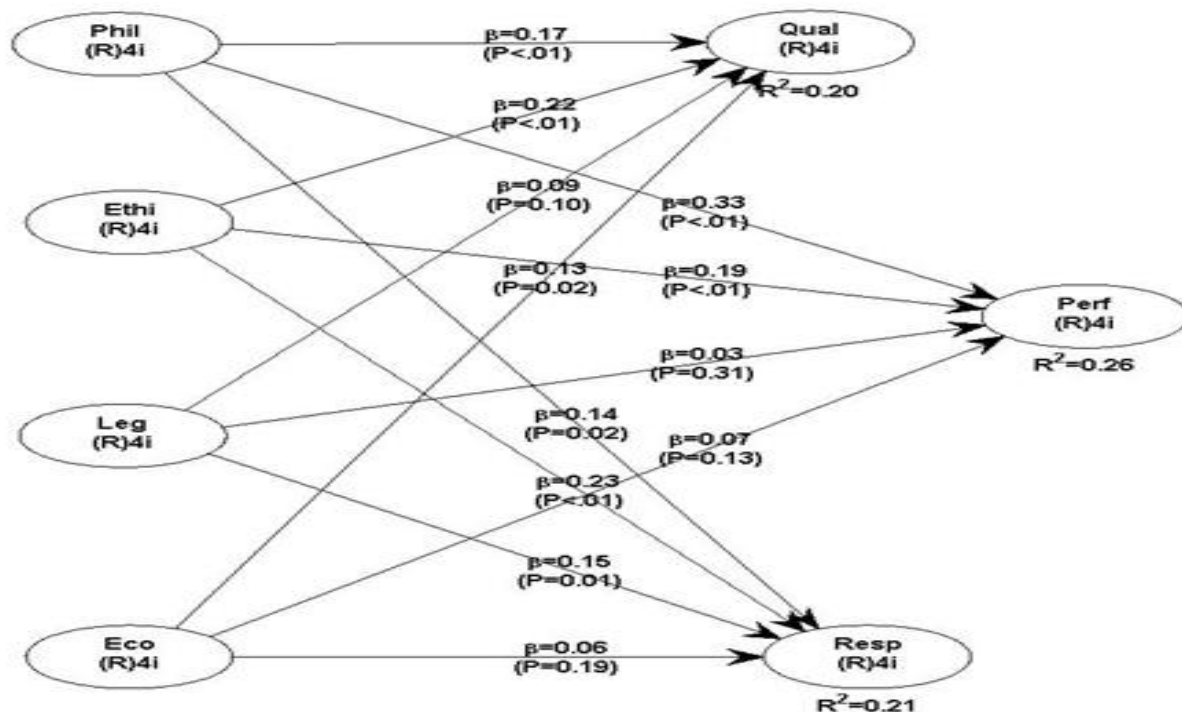 Phil
(R)4i
β=0.17
(P<.01)
Qual
(R)4i
R²=0.20
β=0.22
(P<.01)
β=0.09
(P=0.10)
Ethi
(R)4i
β=0.33
(P<.01)
β=0.13
(P=0.02)
β=0.19
(P<.01)
Perf
(R)4i
R²=0.26
β=0.03
(P=0.31)
Leg
(R)4i
β=0.14
(P=0.02)
β=0.07
(P=0.13)
β=0.23
(P<.01)
β=0.15
(P=0.01)
Eco
(R)4i
β=0.06
(P=0.19)
Resp
(R)4i
R²=0.21